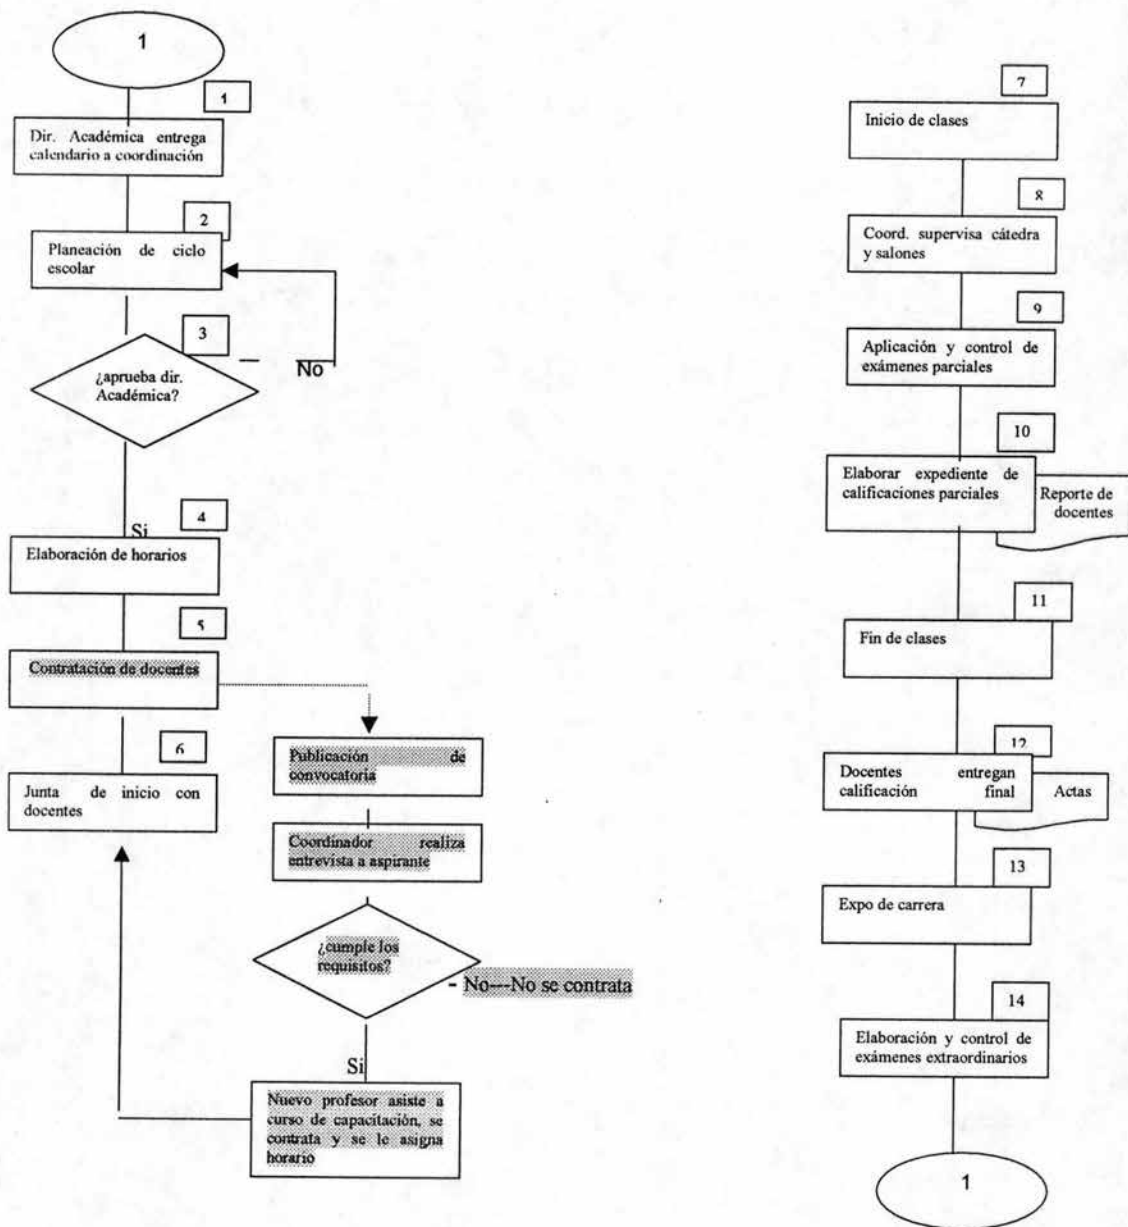 1
1
Dir. Académica entrega
calendario a coordinación
2
Planeación de ciclo
escolar
3
No
¿aprueba dir.
Académica?
4
Si
Elaboración de horarios
5
Contratación de docentes
6
Junta de inicio con
docentes
Publicación de
convocatoria
Coordinador realiza
entrevista a aspirante
¿cumple los
requisitos?
- No---No se contrata
Si
Nuevo profesor asiste a
curso de capacitación, se
contrata y se le asigna
horario
7
Inicio de clases
8
Coord. supervisa cátedra
y salones
9
Aplicación y control de
exámenes parciales
10
Elaborar expediente de
calificaciones parciales
Reporte de
docentes
11
Fin de clases
12
Docentes entregan
calificación final
Actas
13
Expo de carrera
14
Elaboración y control de
exámenes extraordinarios
1